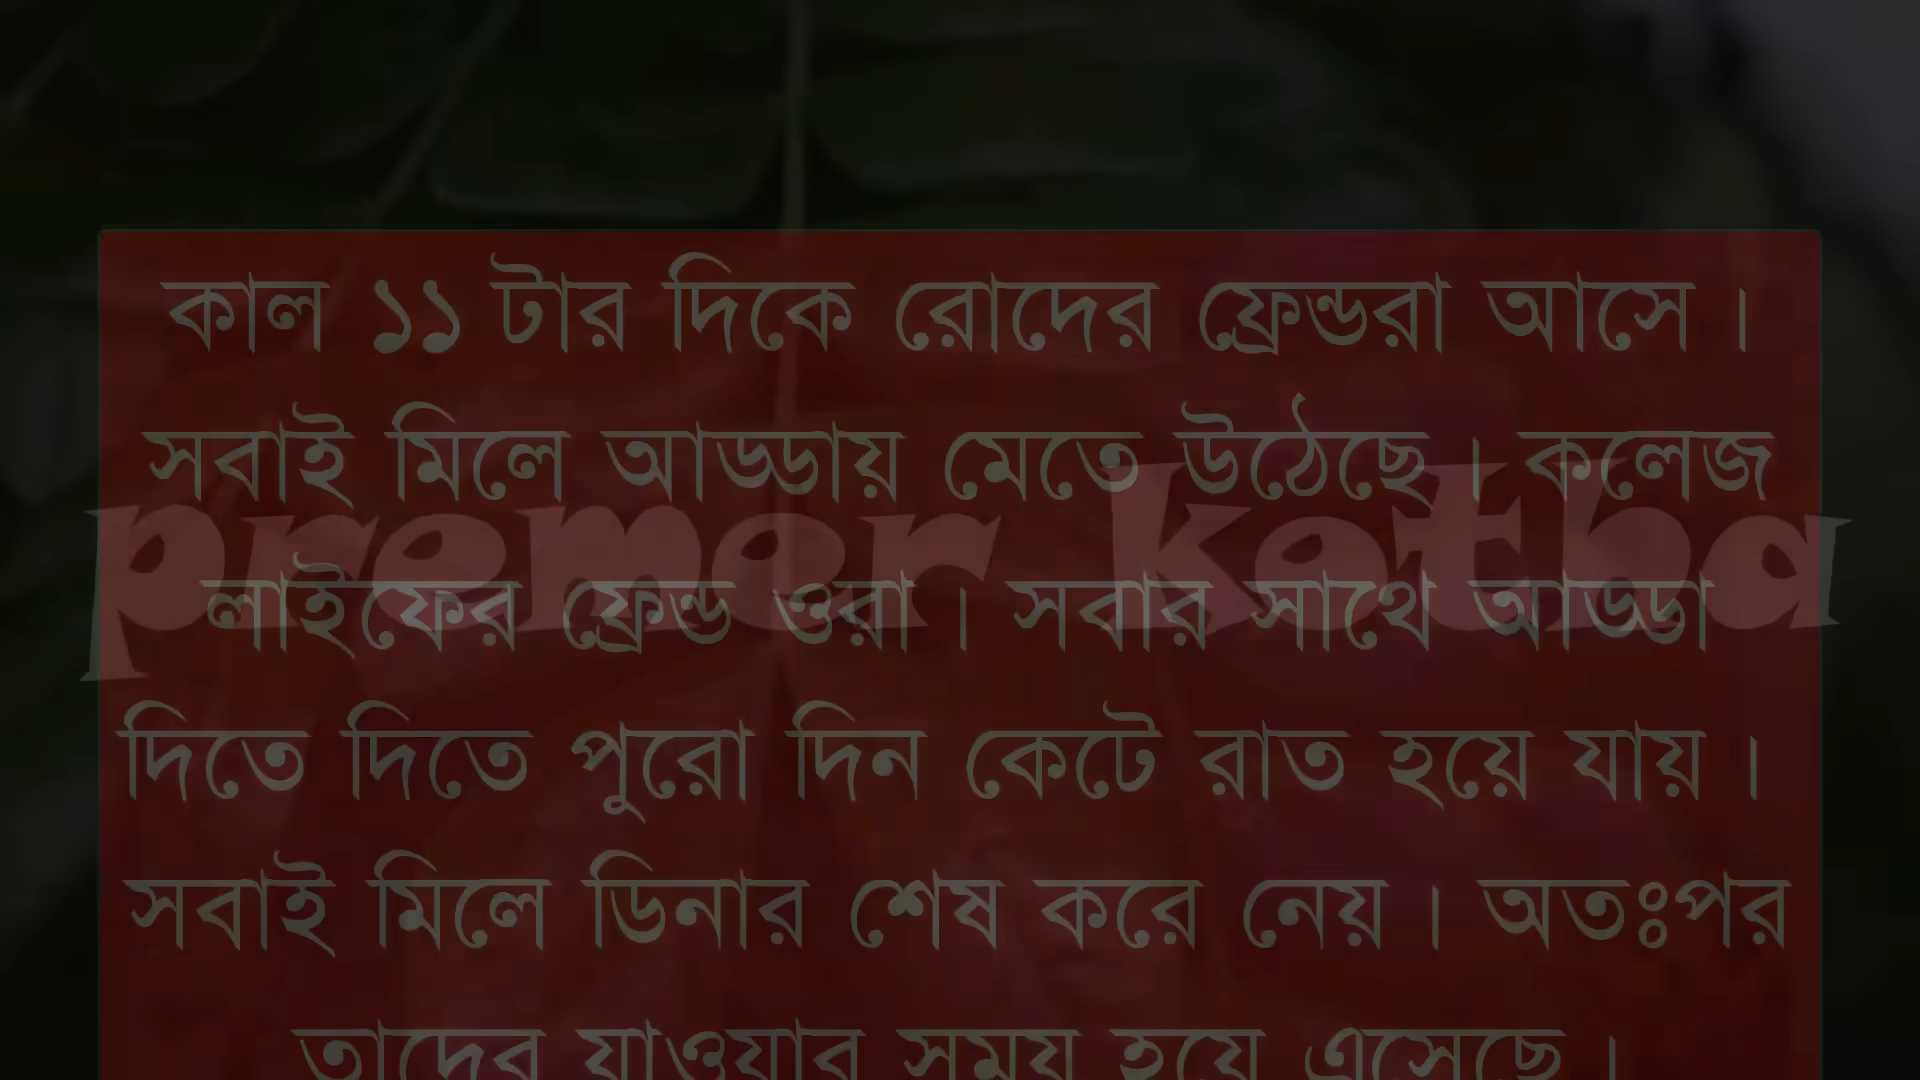 কাল ১১ টার দিকে রোদের ফ্রেন্ডরা আসে ।
সবাই মিলে আড্ডায় মেতে উঠেছে । কলেজ
premer kotha
লাইফের ফ্রেন্ড ওরা । সবার সাথে আড্ডা
দিতে দিতে পুরো দিন কেটে রাত হয়ে যায় ।
সবাই মিলে ডিনার শেষ করে নেয় । অতঃপর
তাদের যাওয়ার সময় হয়ে এসেছে ।